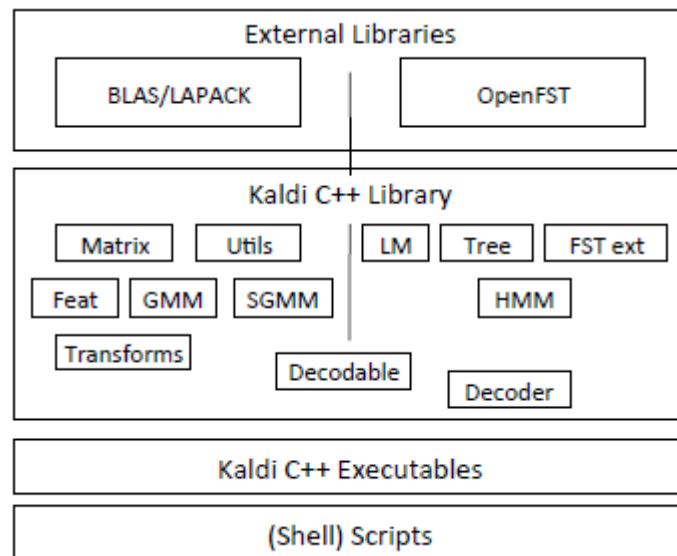 External Libraries
BLAS/LAPACK
OpenFST
Kaldi C++ Library
Matrix
Utils
LM
Tree
FST ext
Feat
GMM
SGMM
HMM
Transforms
Decodable
Decoder
Kaldi C++ Executables
(Shell) Scripts